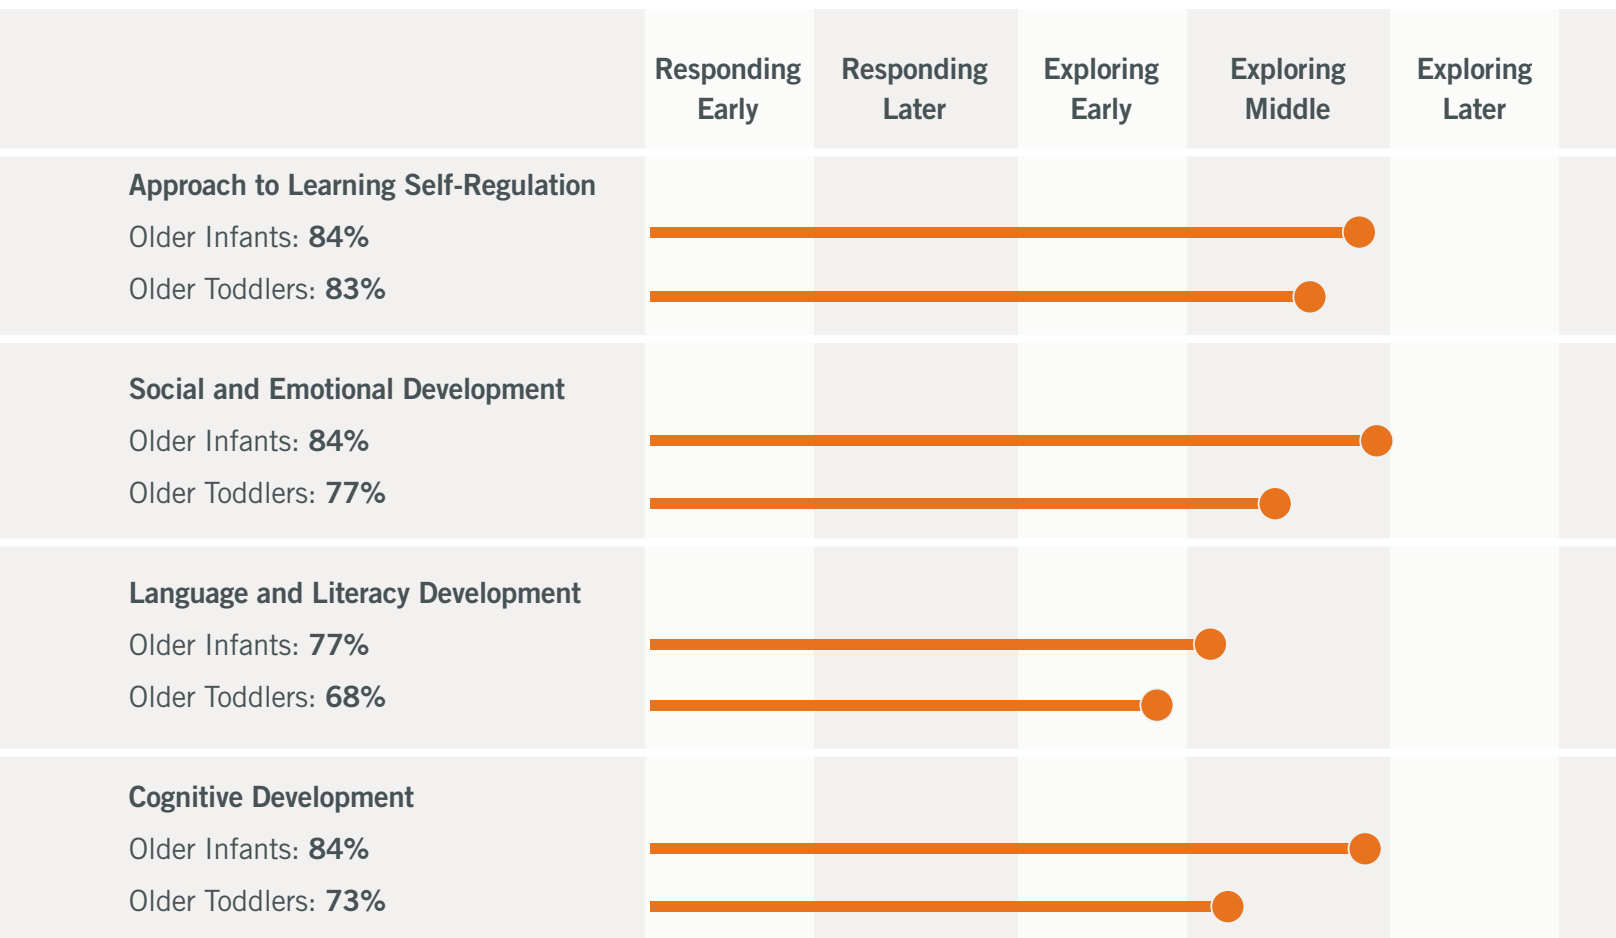 Responding Early
Responding Later
Exploring Early
Exploring Middle
Exploring Later
Approach to Learning Self-Regulation
Older Infants: 84%
Older Toddlers: 83%
Social and Emotional Development
Older Infants: 84%
Older Toddlers: 77%
Language and Literacy Development
Older Infants: 77%
Older Toddlers: 68%
Cognitive Development
Older Infants: 84%
Older Toddlers: 73%